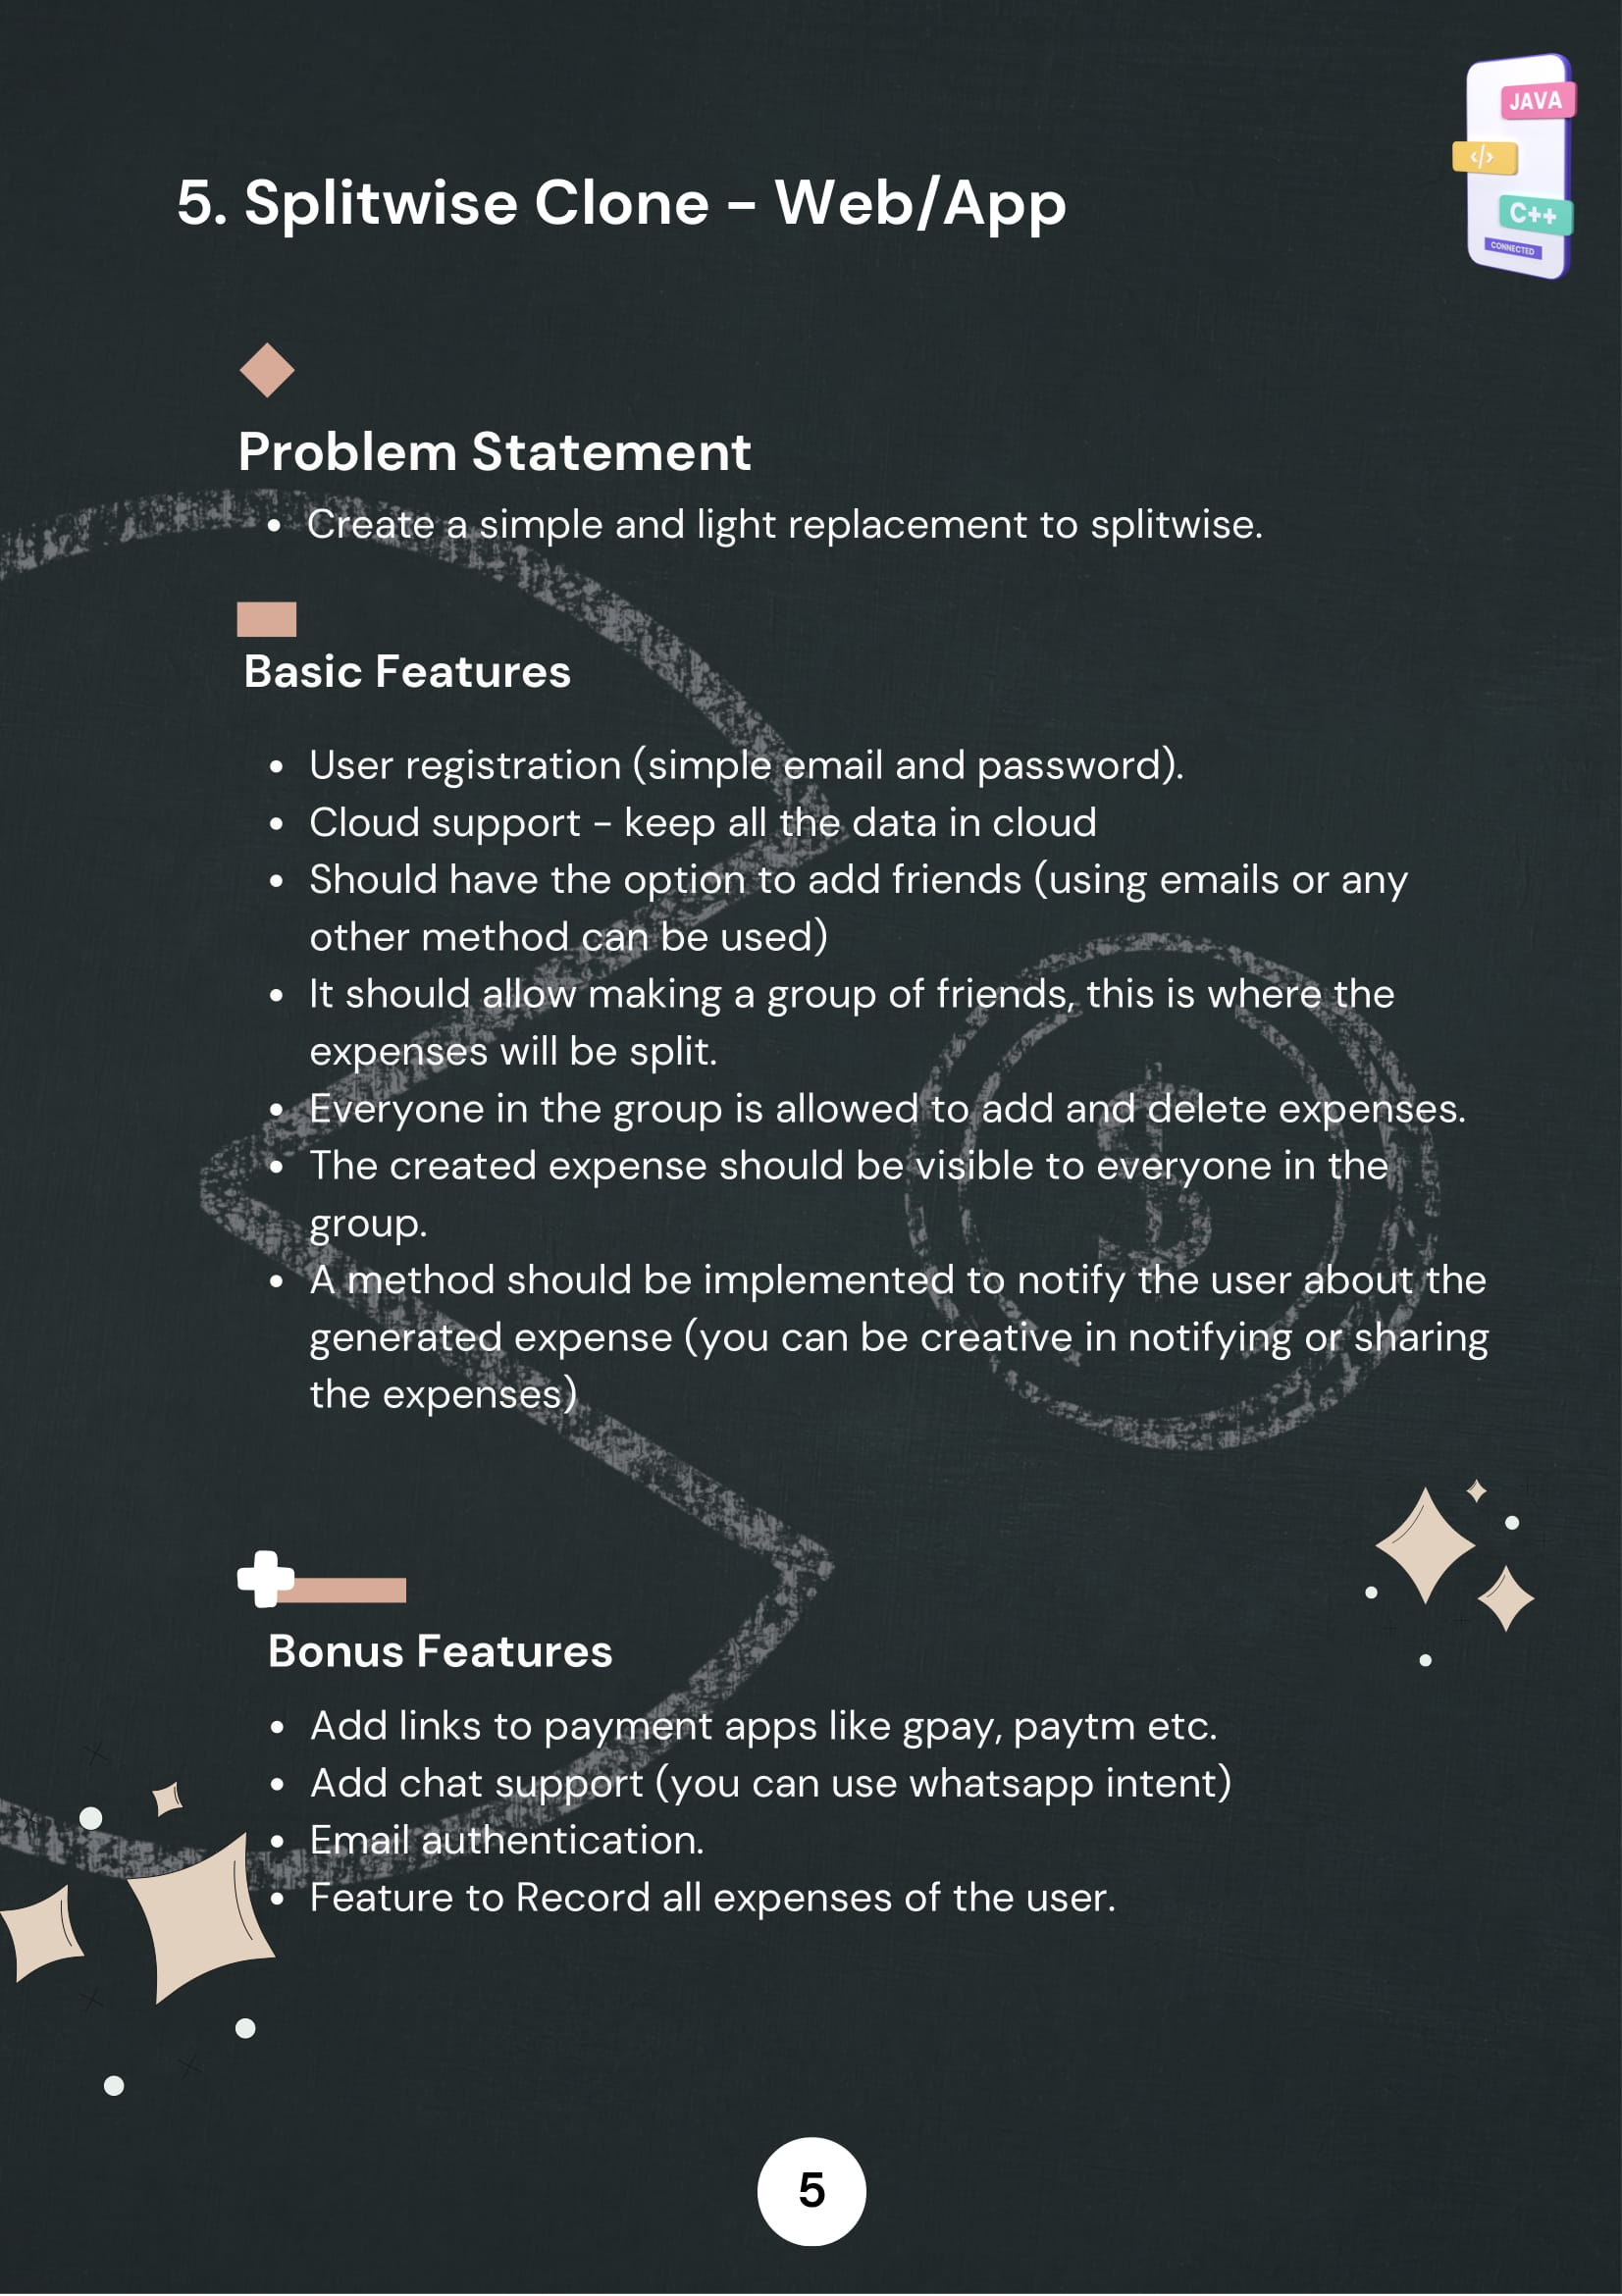 JAVA
</>
C++
CONNECTED
5. Splitwise Clone - Web/App
Problem Statement
• Create a simple and light replacement to splitwise.
Basic Features
• User registration (simple email and password).
• Cloud support - keep all the data in cloud
• Should have the option to add friends (using emails or any
other method can be used)
• It should allow making a group of friends, this is where the
expenses will be split.
• Everyone in the group is allowed to add and delete expenses.
• The created expense should be visible to everyone in the
group.
• A method should be implemented to notify the user about the
generated expense (you can be creative in notifying or sharing
the expenses)
$
Bonus Features
• Add links to payment apps like gpay, paytm etc.
• Add chat support (you can use whatsapp intent)
• Email authentication.
• Feature to Record all expenses of the user.
5